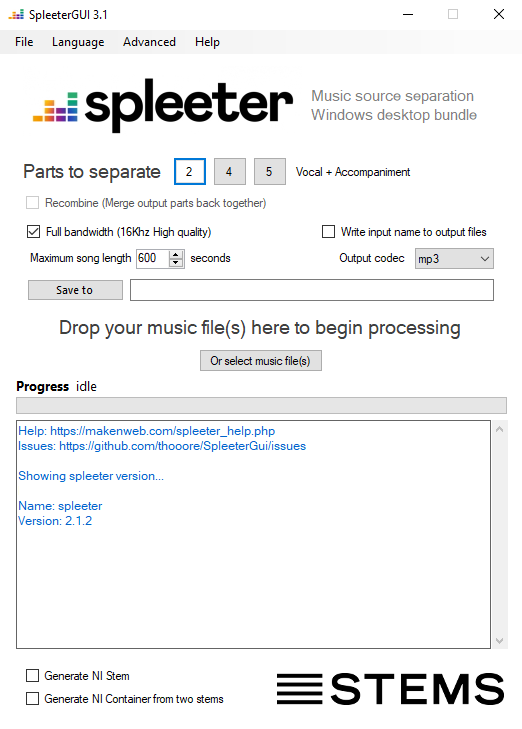 SpleeterGUI 3.1
File Language Advanced Help
spleeter
Music source separation
Windows desktop bundle
Parts to separate 2 4 5 Vocal + Accompaniment
Recombine (Merge output parts back together)
Full bandwidth (16Khz High quality) Write input name to output files
Maximum song length 600 seconds Output codec mp3
Save to
Drop your music file(s) here to begin processing
Or select music file(s)
Progress idle
Help: https://makenweb.com/spleeter_help.php
Issues: https://github.com/thooore/SpleeterGui/issues
Showing spleeter version...
Name: spleeter
Version: 2.1.2
Generate NI Stem
Generate NI Container from two stems
STEMS